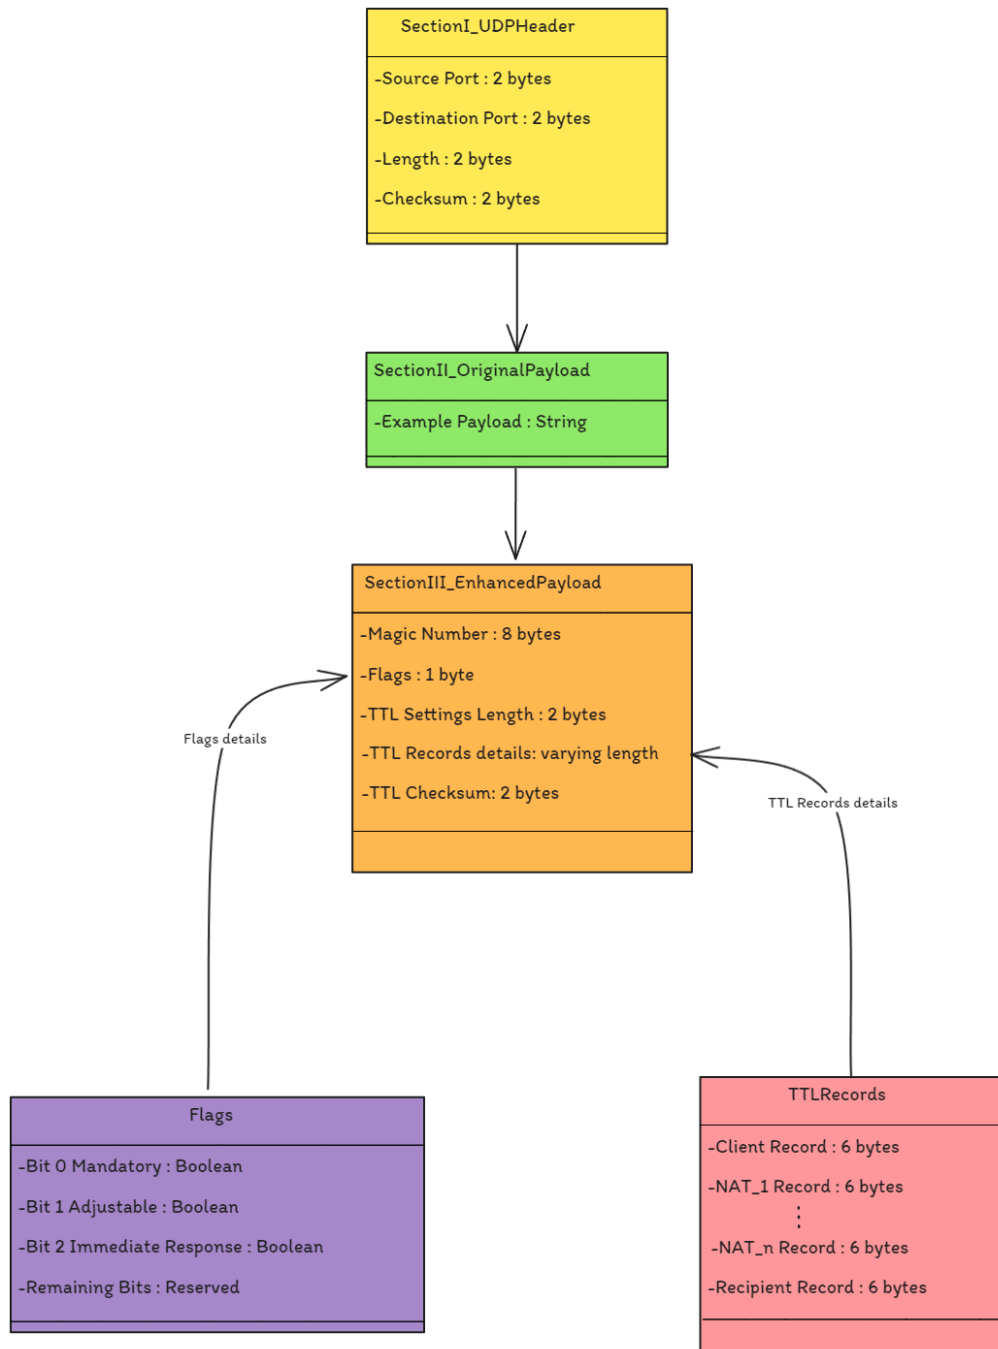 SectionI_UDPHeader
-Source Port : 2 bytes
-Destination Port : 2 bytes
-Length : 2 bytes
-Checksum : 2 bytes
SectionII_OriginalPayload
-Example Payload : String
SectionIII_EnhancedPayload
-Magic Number : 8 bytes
-Flags : 1 byte
-TTL Settings Length : 2 bytes
-TTL Records details: varying length
-TTL Checksum: 2 bytes
Flags details
TTL Records details
Flags
-Bit 0 Mandatory : Boolean
-Bit 1 Adjustable : Boolean
-Bit 2 Immediate Response : Boolean
-Remaining Bits : Reserved
TTLRecords
-Client Record : 6 bytes
-NAT_1 Record : 6 bytes
⋮
-NAT_n Record : 6 bytes
-Recipient Record : 6 bytes